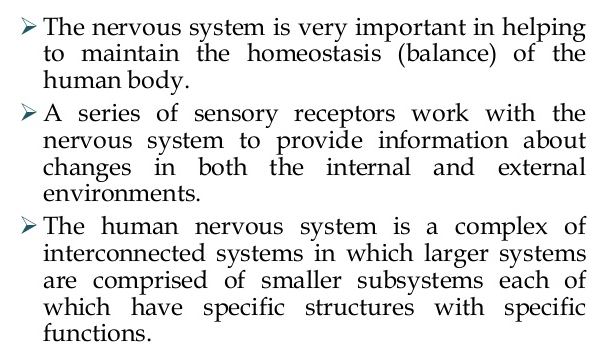 ➢ The nervous system is very important in helping
to maintain the homeostasis (balance) of the
human body.
➢ A series of sensory receptors work with the
nervous system to provide information about
changes in both the internal and external
environments.
➢ The human nervous system is a complex of
interconnected systems in which larger systems
are comprised of smaller subsystems each of
which have specific structures with specific
functions.